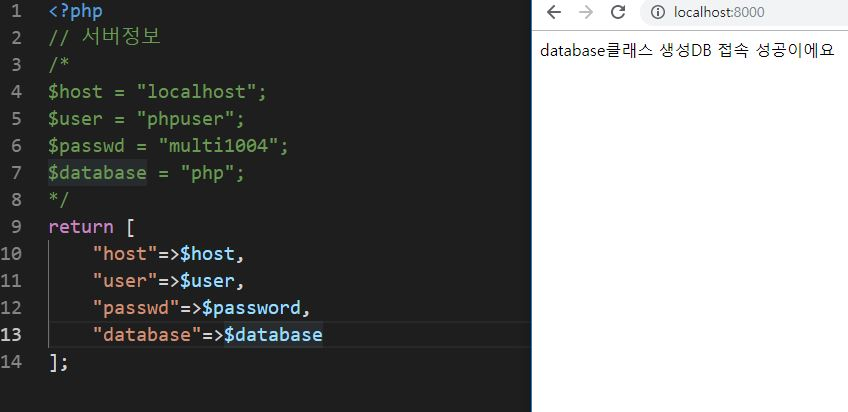 1 <?php
2 // 서버정보
3 /*
4 $host = "localhost";
5 $user = "phpuser";
6 $passwd = "multi1004";
7 $database = "php";
8 */
9 return [
10 "host"=>$host,
11 "user"=>$user,
12 "passwd"=>$password,
13 "database"=>$database
14 ];
localhost:8000
database클래스 생성DB 접속 성공이에요